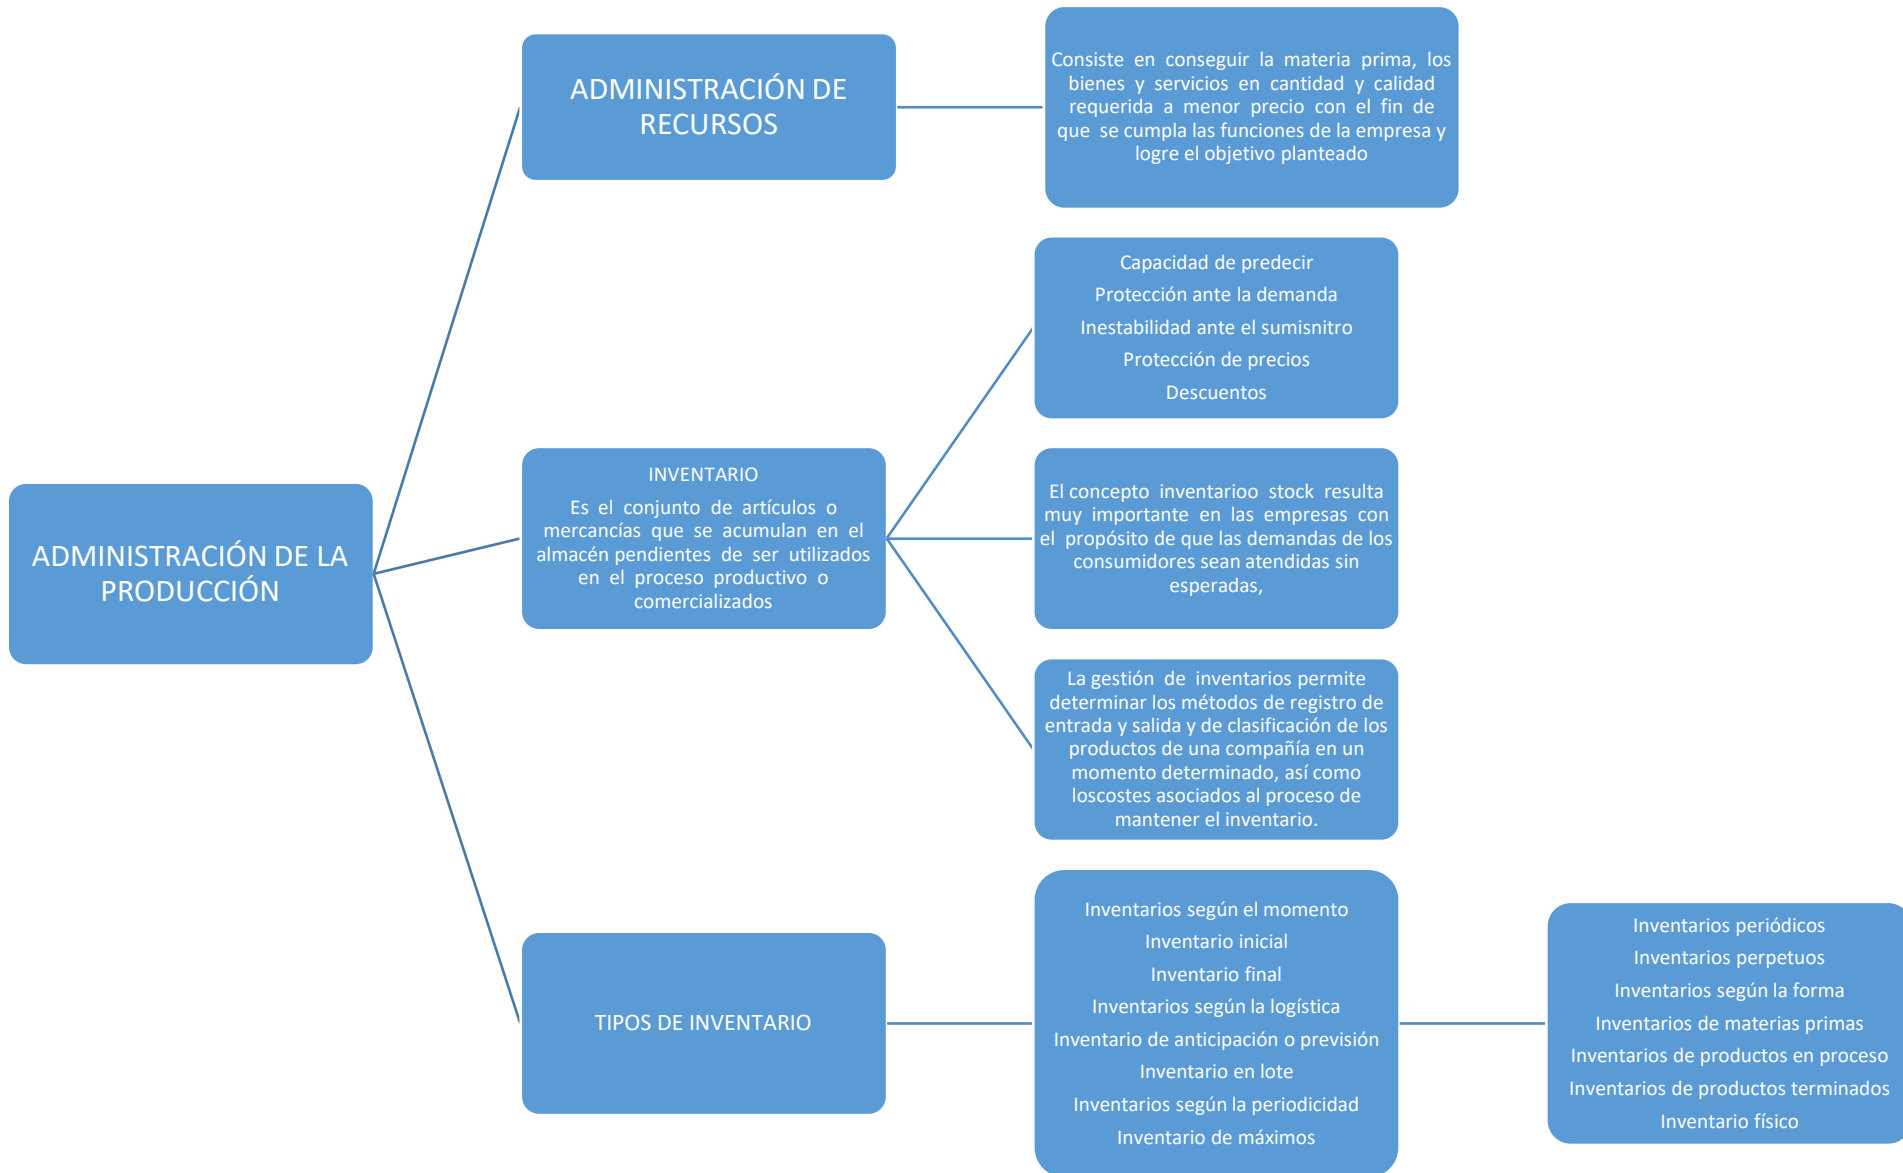 ADMINISTRACIÓN DE LA
PRODUCCIÓN
ADMINISTRACIÓN DE
RECURSOS
Consiste en conseguir la materia prima, los
bienes y servicios en cantidad y calidad
requerida a menor precio con el fin de
que se cumpla las funciones de la empresa y
logre el objetivo planteado
INVENTARIO
Es el conjunto de artículos o
mercancías que se acumulan en el
almacén pendientes de ser utilizados
en el proceso productivo o
comercializados
Capacidad de predecir
Protección ante la demanda
Inestabilidad ante el sumisnitro
Protección de precios
Descuentos
El concepto inventarioo stock resulta
muy importante en las empresas con
el propósito de que las demandas de los
consumidores sean atendidas sin
esperadas,
La gestión de inventarios permite
determinar los métodos de registro de
entrada y salida y de clasificación de los
productos de una compañía en un
momento determinado, así como
loscostes asociados al proceso de
mantener el inventario.
TIPOS DE INVENTARIO
Inventarios según el momento
Inventario inicial
Inventario final
Inventarios según la logística
Inventario de anticipación o previsión
Inventario en lote
Inventarios según la periodicidad
Inventario de máximos
Inventarios periódicos
Inventarios perpetuos
Inventarios según la forma
Inventarios de materias primas
Inventarios de productos en proceso
Inventarios de productos terminados
Inventario físico